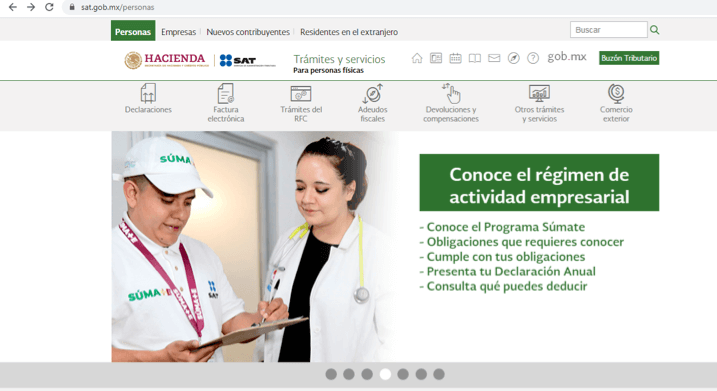 sat.gob.mx/personas
Personas
Empresas
Nuevos contribuyentes
Residentes en el extranjero
Buscar
HACIENDA
SAT
Trámites y servicios
Para personas físicas
gob.mx
Buzón Tributario
Declaraciones
Factura
electrónica
Trámites del
RFC
Adeudos
fiscales
Devoluciones y
compensaciones
Otros trámites
y servicios
Comercio
exterior
SÚMA
SÚMA
SAT
Conoce el régimen de
actividad empresarial
- Conoce el Programa Súmate
- Obligaciones que requieres conocer
- Cumple con tus obligaciones
- Presenta tu Declaración Anual
- Consulta qué puedes deducir